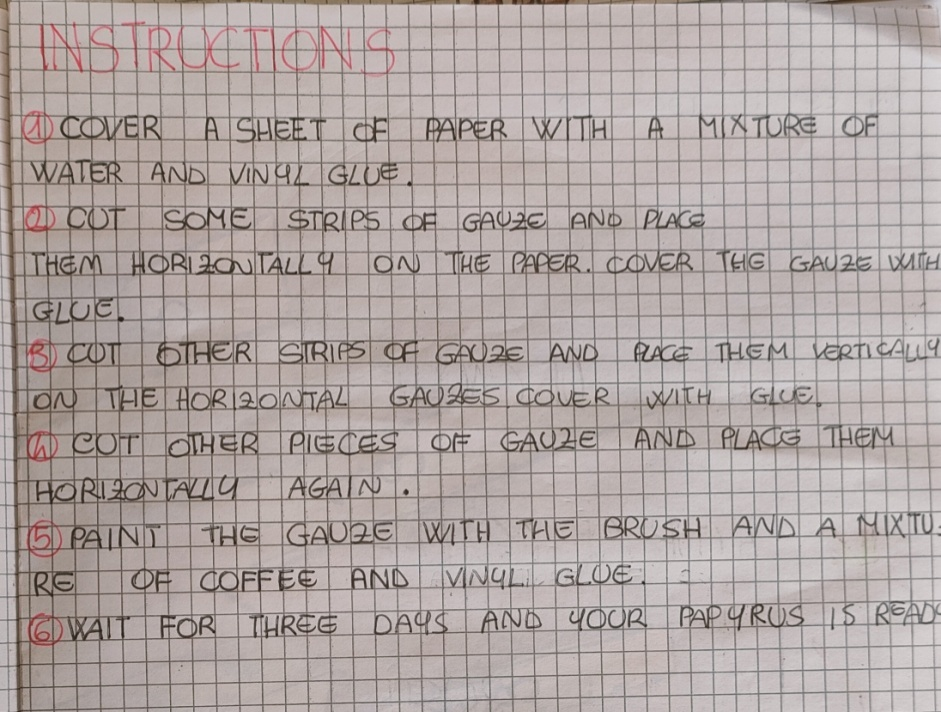 INSTRUCTIONS
1 COVER A SHEET OF PAPER WITH A MIXTURE OF
WATER AND VINYL GLUE.
2 CUT SOME STRIPS OF GAUZE AND PLACE
THEM HORIZONTALLY ON THE PAPER. COVER THE GAUZE WITH
GLUE.
3 CUT OTHER STRIPS OF GAUZE AND PLACE THEM VERTICALLY
ON THE HORIZONTAL GAUZES, COVER WITH GLUE.
4 CUT OTHER PIECES OF GAUZE AND PLACE THEM
HORIZONTALLY AGAIN.
5 PAINT THE GAUZE WITH THE BRUSH AND A MIXTU-
RE OF COFFEE AND VINYL GLUE.
6 WAIT FOR THREE DAYS AND YOUR PAPYRUS IS READY